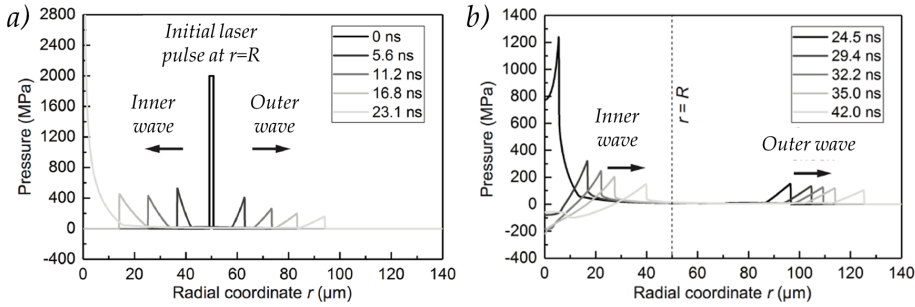 a)
Initial laser
pulse at r=R
0 ns
5.6 ns
11.2 ns
16.8 ns
23.1 ns
Inner
wave
Outer
wave
Pressure (MPa)
2800
2400
2000
1600
1200
800
400
0
-400
0 20 40 60 80 100 120 140
Radial coordinate r (μm)
b)
24.5 ns
29.4 ns
32.2 ns
35.0 ns
42.0 ns
r = R
Inner
wave
Outer wave
Pressure (MPa)
1400
1200
1000
800
600
400
200
0
-200
-400
0 20 40 60 80 100 120 140
Radial coordinate r (μm)